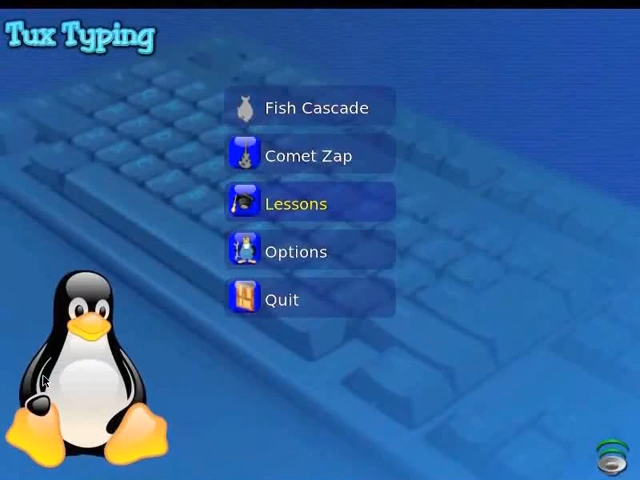 Tux Typing
Fish Cascade
Comet Zap
Lessons
Options
Quit